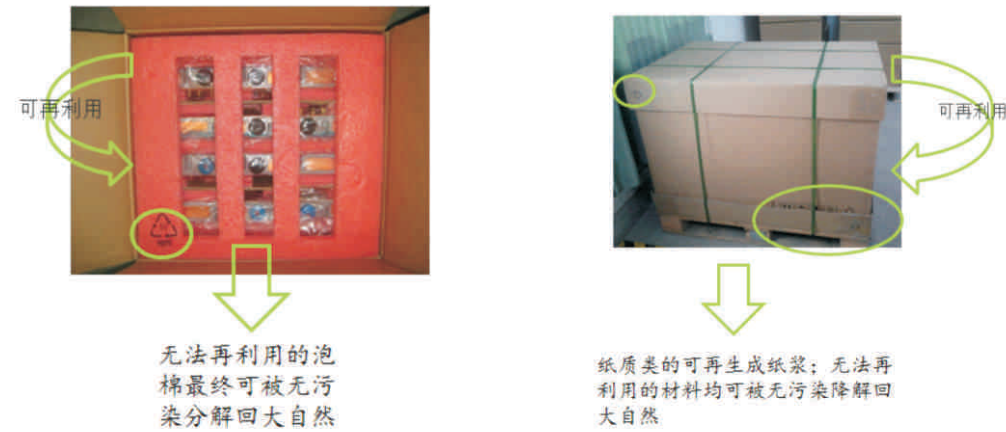 可再利用
可再利用
无法再利用的泡
棉最终可被无污
染分解回大自然
纸质类的可再生成纸浆；无法再
利用的材料均可被无污染降解回
大自然